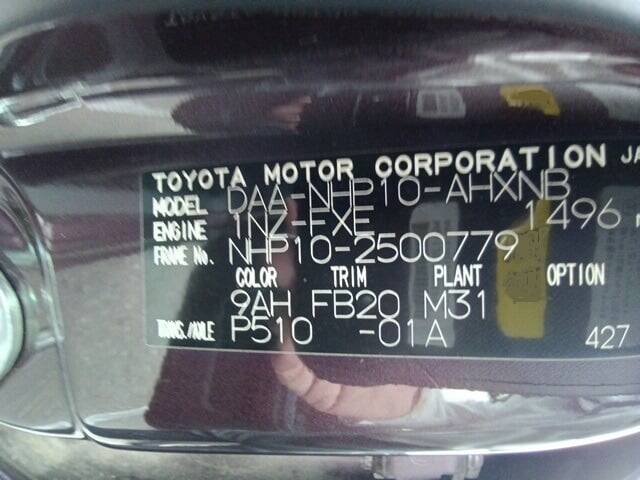 TOYOTA MOTOR CORPORATION JA
MODEL DAA-NHP10-AHXNB
ENGINE 1NZ-FXE 1496
FRAME No. NHP10-2500779
COLOR TRIM PLANT OPTION
9AH FB20 M31
TRANS./AXLE P510 -01A 427